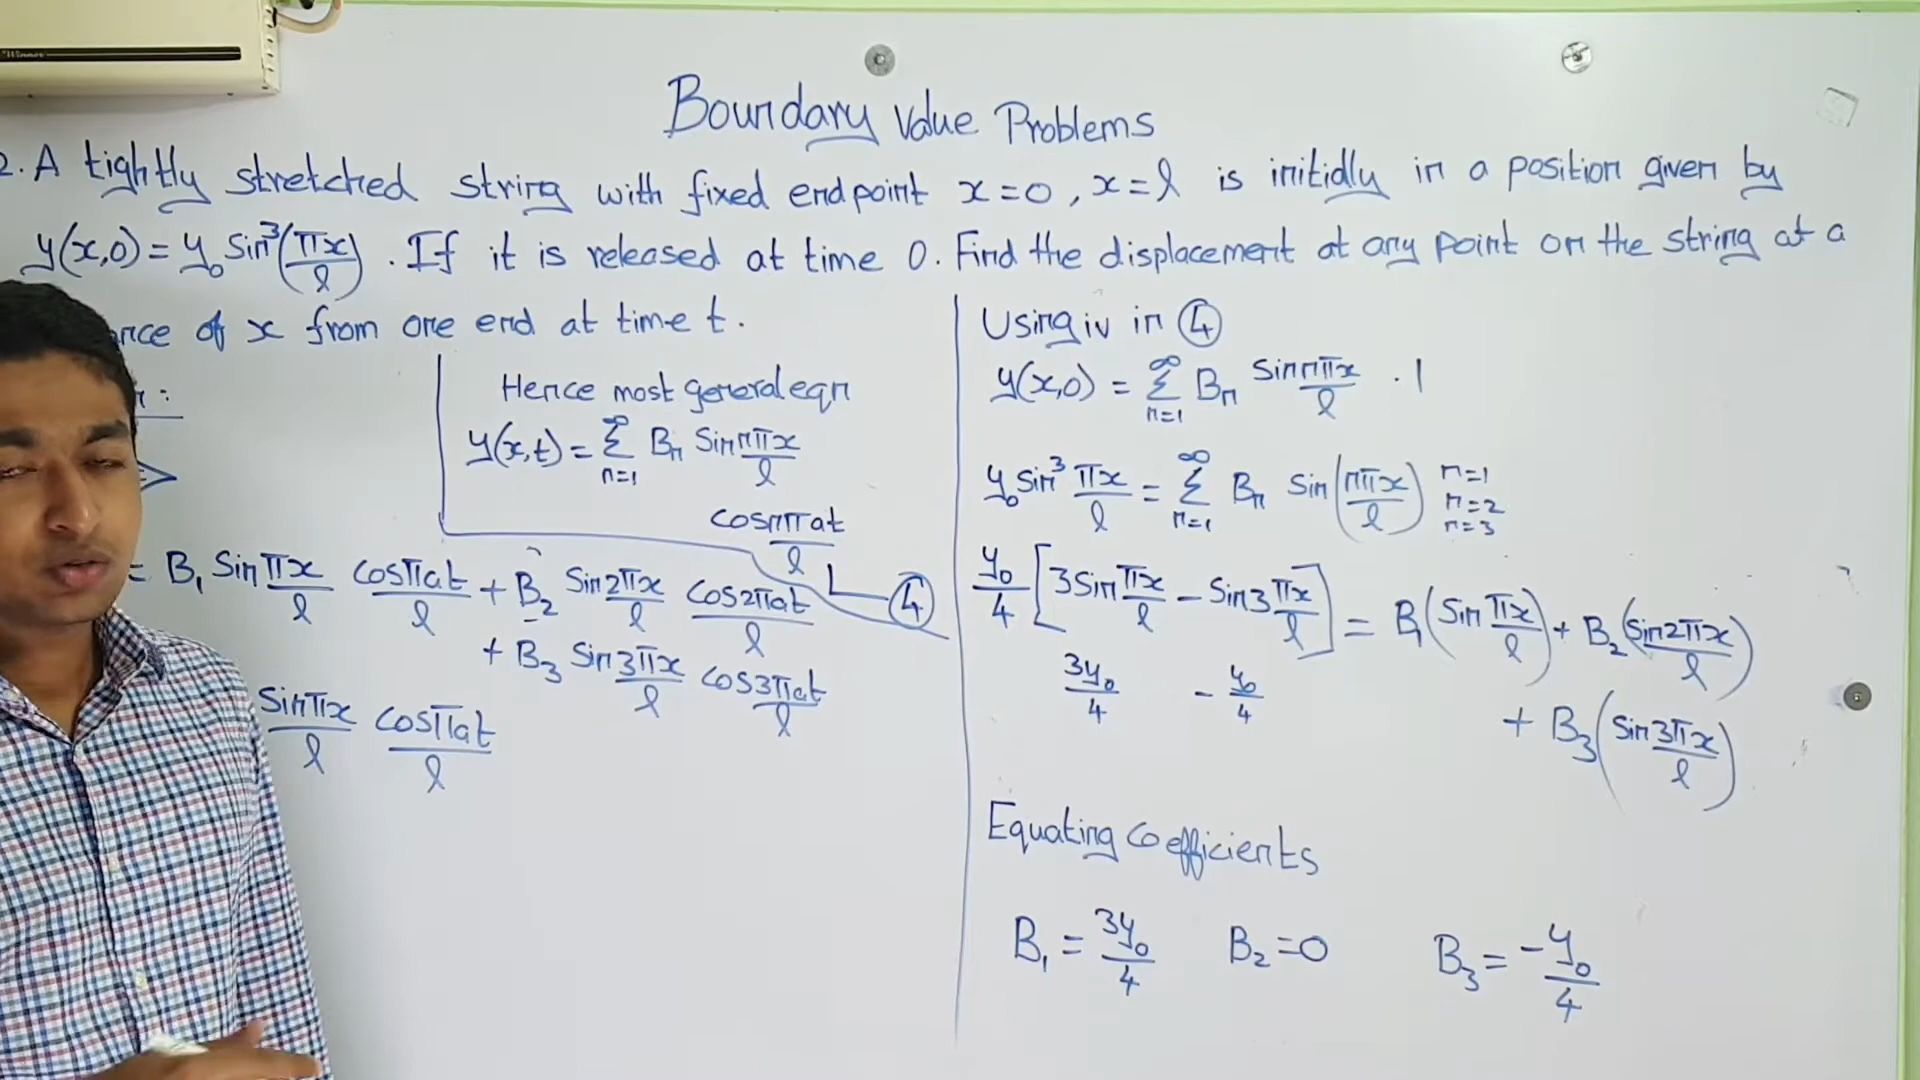 Boundary Value Problems
2. A tightly stretched string with fixed endpoint x=0, x=l is initially in a position given by
y(x,0) = y₀ sin³(πx/l). If it is released at time 0. Find the displacement at any point on the string at a
nce of x from one end at time t.
n:
Hence most general eqn
y(x,t) = ∞ Σ n=1 Bn sin nπx/l
cos nπat/l ④
= B₁ sin πx/l cos πat/l + B₂ sin 2πx/l cos 2πat/l
+ B₃ sin 3πx/l cos 3πat/l
sin πx/l cos πat/l
Using iv in ④
y(x,0) = ∞ Σ n=1 Bn sin nπx/l . 1
y₀ sin³ πx/l = ∞ Σ n=1 Bn sin (nπx/l) n=1
n=2
n=3
y₀/4 [3 sin πx/l − sin 3πx/l] = B₁(sin πx/l) + B₂(sin 2πx/l)
3y₀/4 − y₀/4
+ B₃(sin 3πx/l)
Equating coefficients
B₁ = 3y₀/4 B₂ = 0 B₃ = −y₀/4